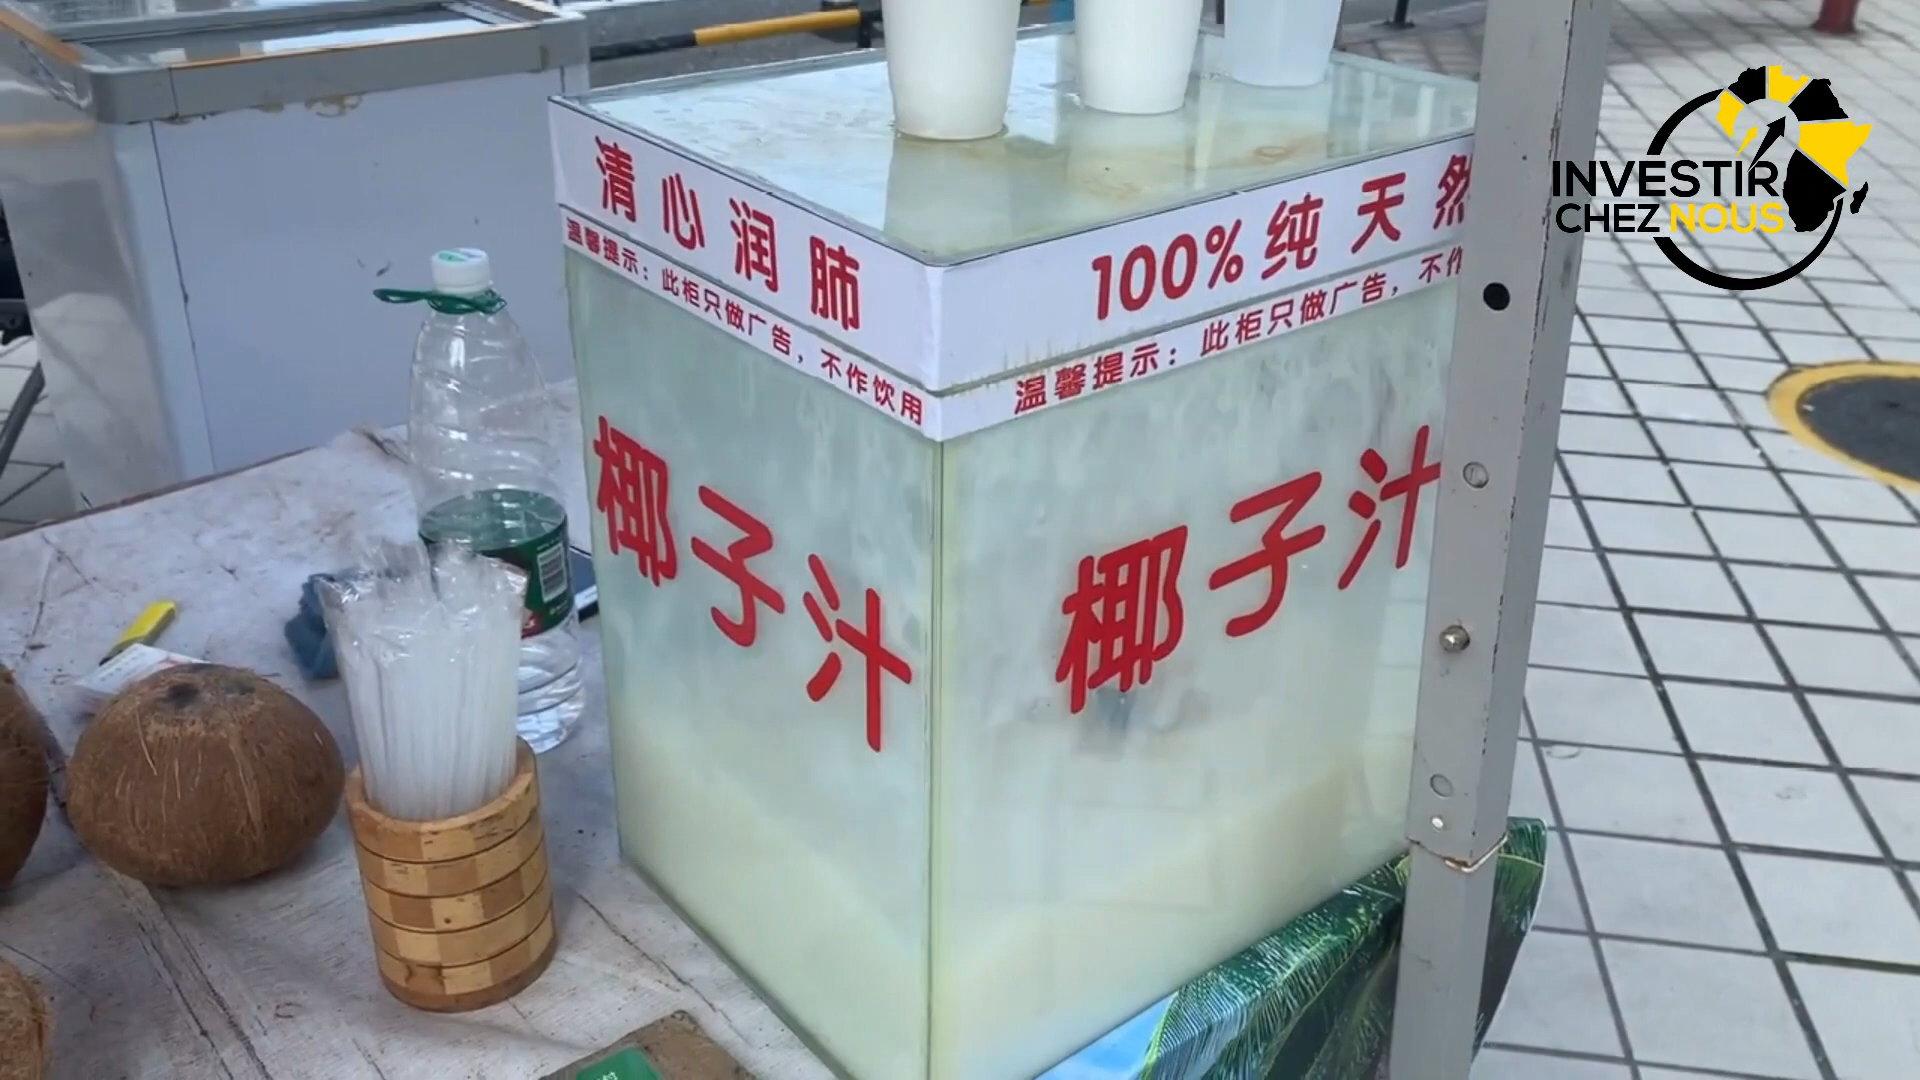 清心润肺
温馨提示：此柜只做广告，不作饮用
椰子汁
100%纯天然
温馨提示：此柜只做广告，不作
椰子汁
INVESTIR
CHEZ NOUS